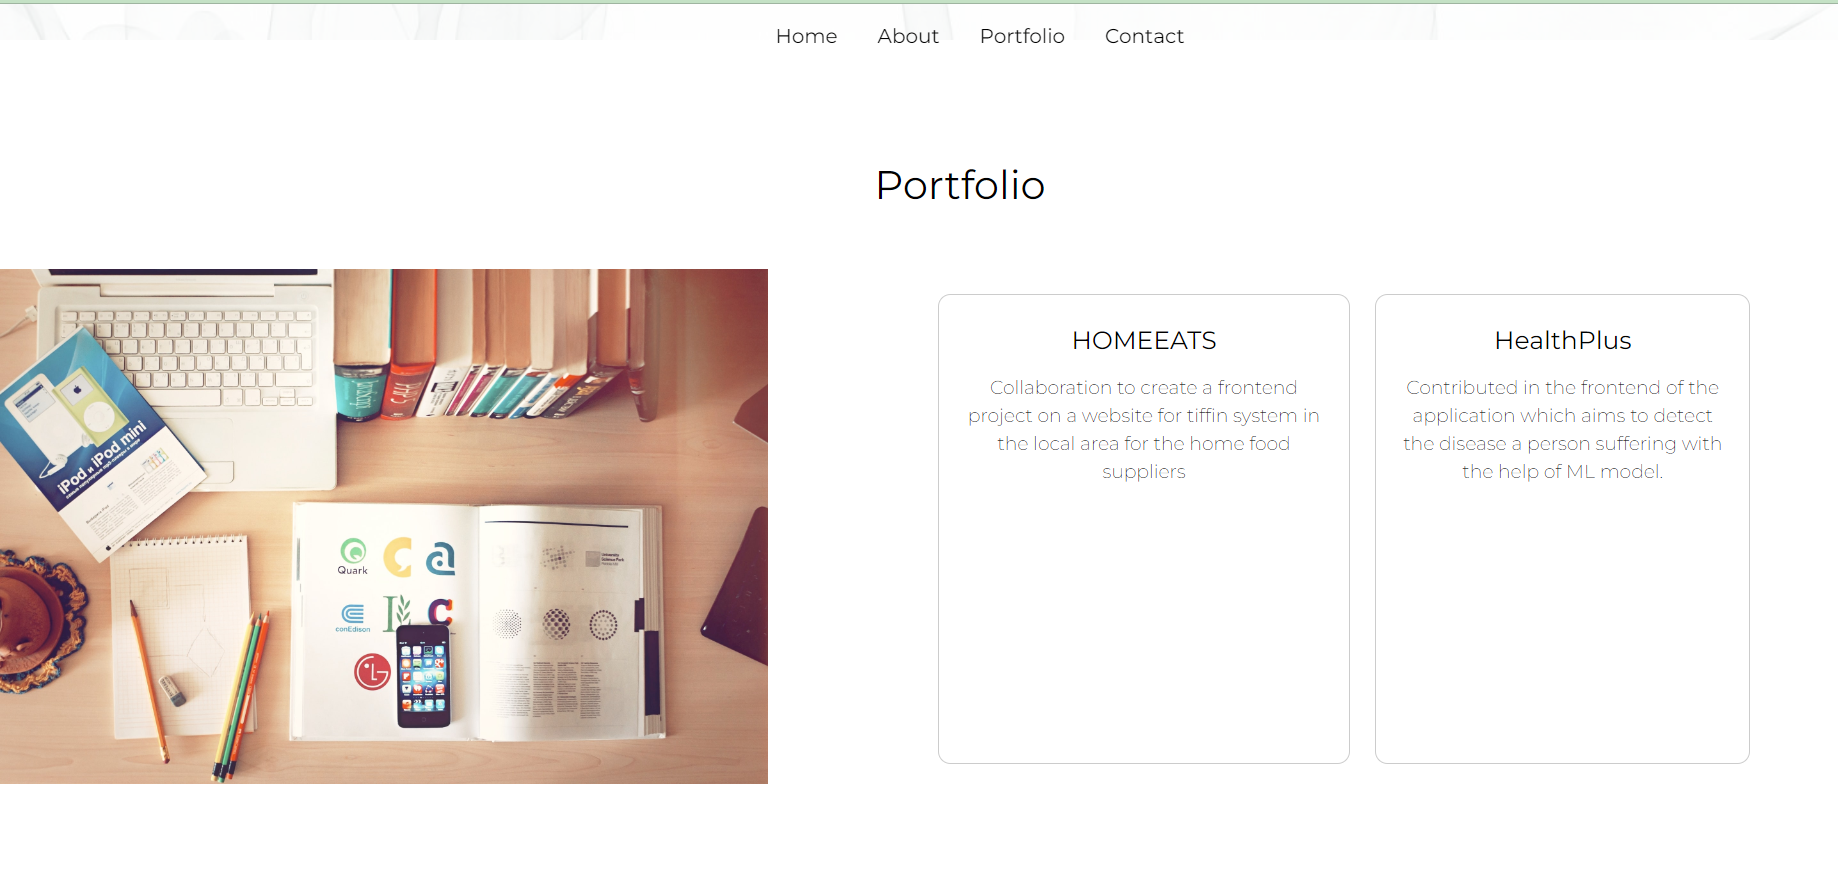 Home About Portfolio Contact
Portfolio
HOMEEATS
Collaboration to create a frontend
project on a website for tiffin system in
the local area for the home food
suppliers
HealthPlus
Contributed in the frontend of the
application which aims to detect
the disease a person suffering with
the help of ML model.
iPod и iPod mini
Quark
conEdison